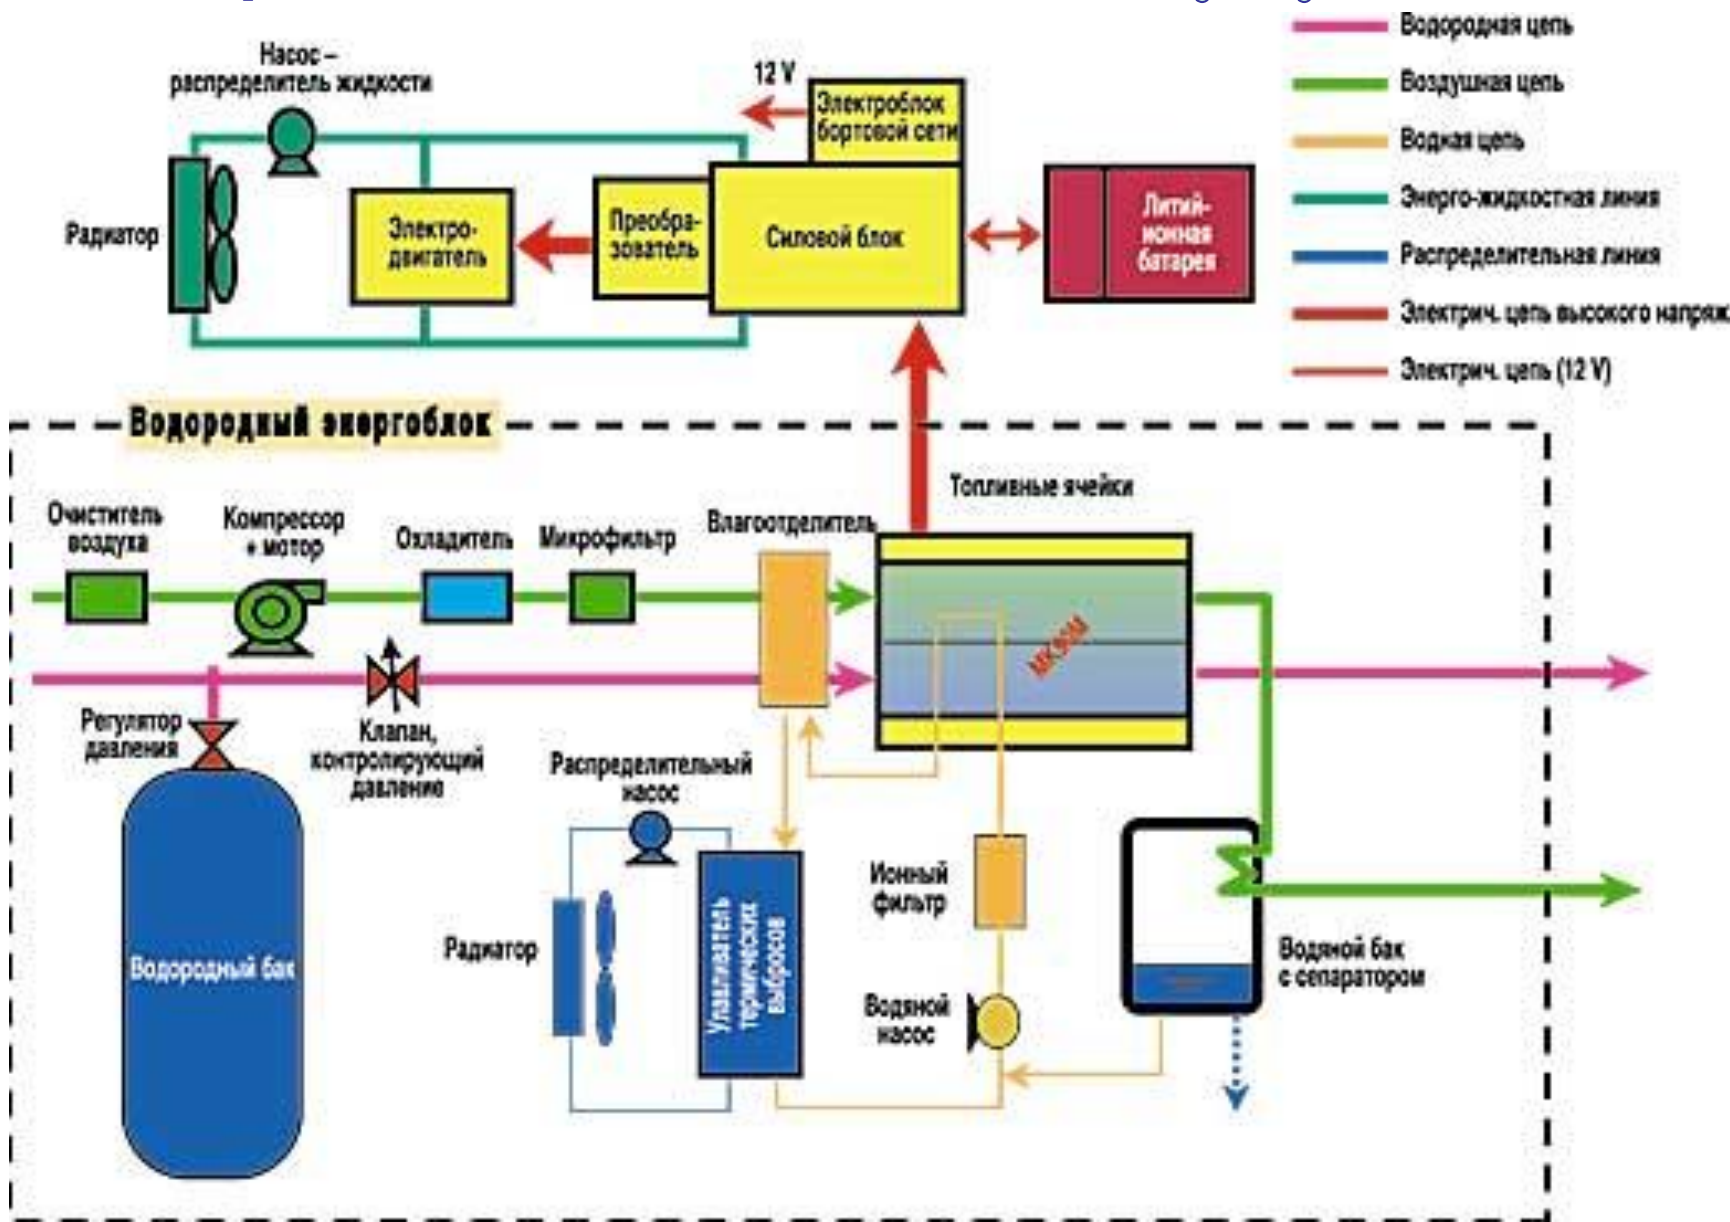 Насос –
распределитель жидкости
12 V
Электроблок
бортовой сети
Радиатор
Электро-
двигатель
Преобра-
зователь
Силовой блок
Литий-
ионная
батарея
Водородная цепь
Воздушная цепь
Водная цепь
Энерго-жидкостная линия
Распределительная линия
Электрич. цепь высокого напряж
Электрич. цепь (12 V)
Водородный энергоблок
Топливные ячейки
Очиститель
воздуха
Компрессор
+ мотор
Охладитель
Микрофильтр
Влагоотделитель
Регулятор
давления
Клапан,
контролирующий
давление
Распределительный
насос
Водородный бак
Радиатор
Улавливатель
термических
выбросов
Ионный
фильтр
Водяной
насос
Водяной бак
с сепаратором